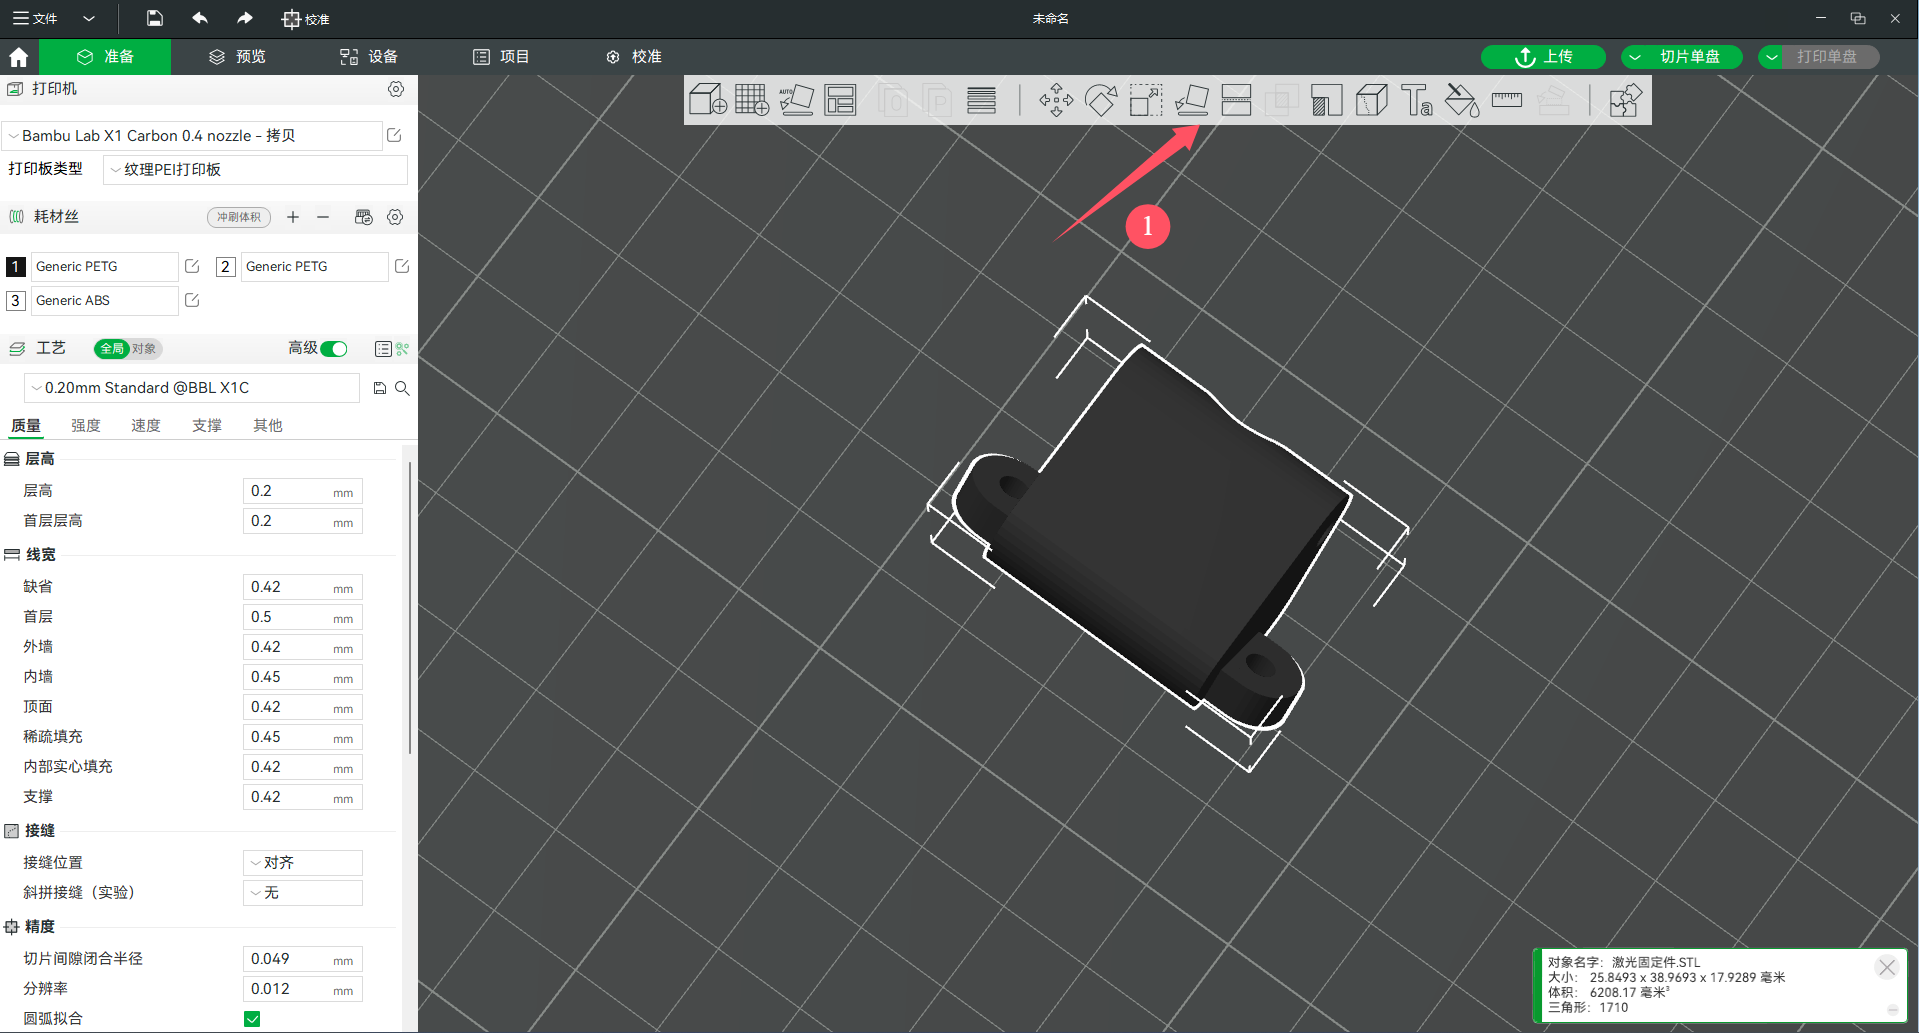 文件
校准
未命名
准备
预览
设备
项目
校准
上传
切片单盘
打印单盘
打印机
Bambu Lab X1 Carbon 0.4 nozzle - 拷贝
打印板类型
纹理PEI打印板
耗材丝
冲刷体积
1 Generic PETG
2 Generic PETG
3 Generic ABS
工艺
全局 对象
高级
0.20mm Standard @BBL X1C
质量 强度 速度 支撑 其他
层高
层高 0.2 mm
首层层高 0.2 mm
线宽
缺省 0.42 mm
首层 0.5 mm
外墙 0.42 mm
内墙 0.45 mm
顶面 0.42 mm
稀疏填充 0.45 mm
内部实心填充 0.42 mm
支撑 0.42 mm
接缝
接缝位置 对齐
斜拼接缝（实验） 无
精度
切片间隙闭合半径 0.049 mm
分辨率 0.012 mm
圆弧拟合
AUTO
O
P
Ta
1
对象名字: 激光固定件.STL
大小: 25.8493 x 38.9693 x 17.9289 毫米
体积: 6208.17 毫米³
三角形: 1710